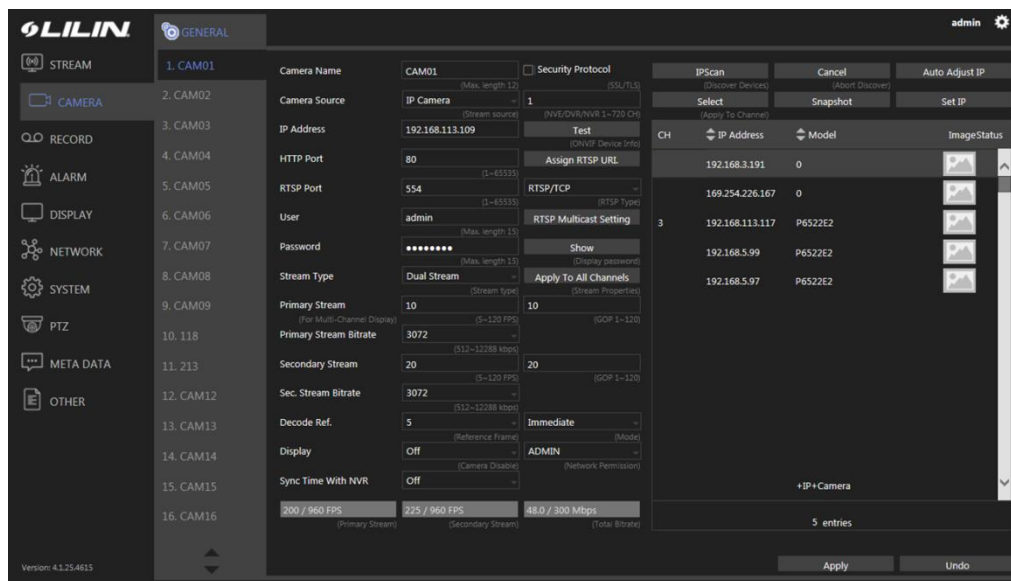 LILIN
GENERAL
admin
STREAM
CAMERA
RECORD
ALARM
DISPLAY
NETWORK
SYSTEM
PTZ
META DATA
OTHER
Version: 4.1.25.4615
1. CAM01
2. CAM02
3. CAM03
4. CAM04
5. CAM05
6. CAM06
7. CAM07
8. CAM08
9. CAM09
10. 118
11. 213
12. CAM12
13. CAM13
14. CAM14
15. CAM15
16. CAM16
Camera Name CAM01 Security Protocol
(Max. length 12) (SSL/TLS)
Camera Source IP Camera 1
(Stream source) (NVE/DVR/NVR 1~720 CH)
IP Address 192.168.113.109 Test
(ONVIF Device Info)
HTTP Port 80 Assign RTSP URL
(1~65535)
RTSP Port 554 RTSP/TCP
(1~65535) (RTSP Type)
User admin RTSP Multicast Setting
(Max. length 15)
Password •••••••• Show
(Max. length 15) (Display password)
Stream Type Dual Stream Apply To All Channels
(Stream type) (Stream Properties)
Primary Stream 10 10
(For Multi-Channel Display) (5~120 FPS) (GOP 1~120)
Primary Stream Bitrate 3072
(512~12288 kbps)
Secondary Stream 20 20
(5~120 FPS) (GOP 1~120)
Sec. Stream Bitrate 3072
(512~12288 kbps)
Decode Ref. 5 Immediate
(Reference Frame) (Mode)
Display Off ADMIN
(Camera Disable) (Network Permission)
Sync Time With NVR Off
200 / 960 FPS 225 / 960 FPS 48.0 / 300 Mbps
(Primary Stream) (Secondary Stream) (Total Bitrate)
IPScan Cancel Auto Adjust IP
(Discover Devices) (Abort Discover)
Select Snapshot Set IP
(Apply To Channel)
CH IP Address Model ImageStatus
192.168.3.191 0
169.254.226.167 0
3 192.168.113.117 P6522E2
192.168.5.99 P6522E2
192.168.5.97 P6522E2
+IP+Camera
5 entries
Apply Undo